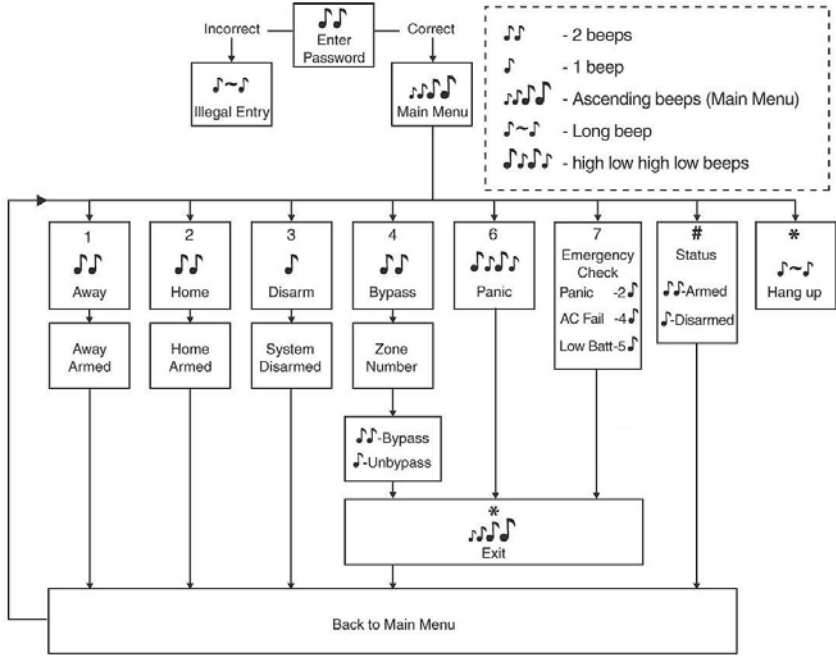 Incorrect
Enter
Password
Correct
Illegal Entry
Main Menu
- 2 beeps
- 1 beep
- Ascending beeps (Main Menu)
- Long beep
- high low high low beeps
1
Away
2
Home
3
Disarm
4
Bypass
6
Panic
7
Emergency
Check
Panic -2
AC Fail -4
Low Batt-5
#
Status
-Armed
-Disarmed
*
Hang up
Away
Armed
Home
Armed
System
Disarmed
Zone
Number
-Bypass
-Unbypass
*
Exit
Back to Main Menu